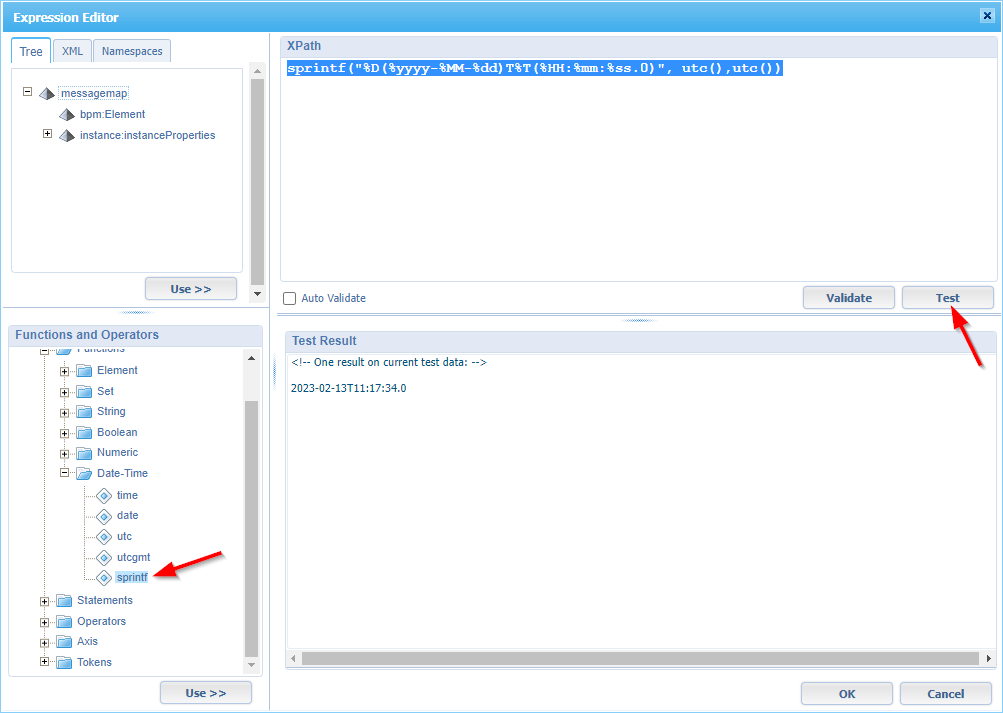 Expression Editor
Tree
XML
Namespaces
messagemap
bpm:Element
instance:instanceProperties
Use >>
Functions and Operators
Functions
Element
Set
String
Boolean
Numeric
Date-Time
time
date
utc
utcgmt
sprintf
Statements
Operators
Axis
Tokens
Use >>
XPath
sprintf("%D(%yyyy-%MM-%dd)T%T(%HH:%mm:%ss.0)", utc(),utc())
Auto Validate
Validate
Test
Test Result
<!-- One result on current test data: -->
2023-02-13T11:17:34.0
OK
Cancel